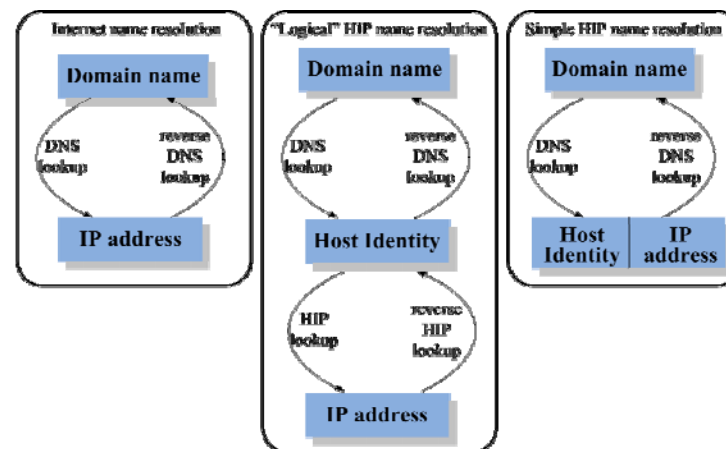 Internet name resolution
Domain name
DNS
lookup
reverse
DNS
lookup
IP address
“Logical” HIP name resolution
Domain name
DNS
lookup
reverse
DNS
lookup
Host Identity
HIP
lookup
reverse
HIP
lookup
IP address
Simple HIP name resolution
Domain name
DNS
lookup
reverse
DNS
lookup
Host
Identity
IP
address